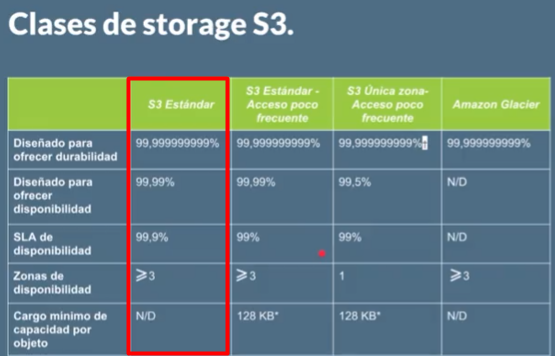 Clases de storage S3.
S3 Estándar
S3 Estándar -
Acceso poco
frecuente
S3 Única zona-
Acceso poco
frecuente
Amazon Glacier
Diseñado para
ofrecer durabilidad
99,999999999%
99,999999999%
99,999999999%
99,999999999%
Diseñado para
ofrecer
disponibilidad
99,99%
99,99%
99,5%
N/D
SLA de
disponibilidad
99,9%
99%
99%
N/D
Zonas de
disponibilidad
⩾3
⩾3
1
⩾3
Cargo minimo de
capacidad por
objeto
N/D
128 KB*
128 KB*
N/D